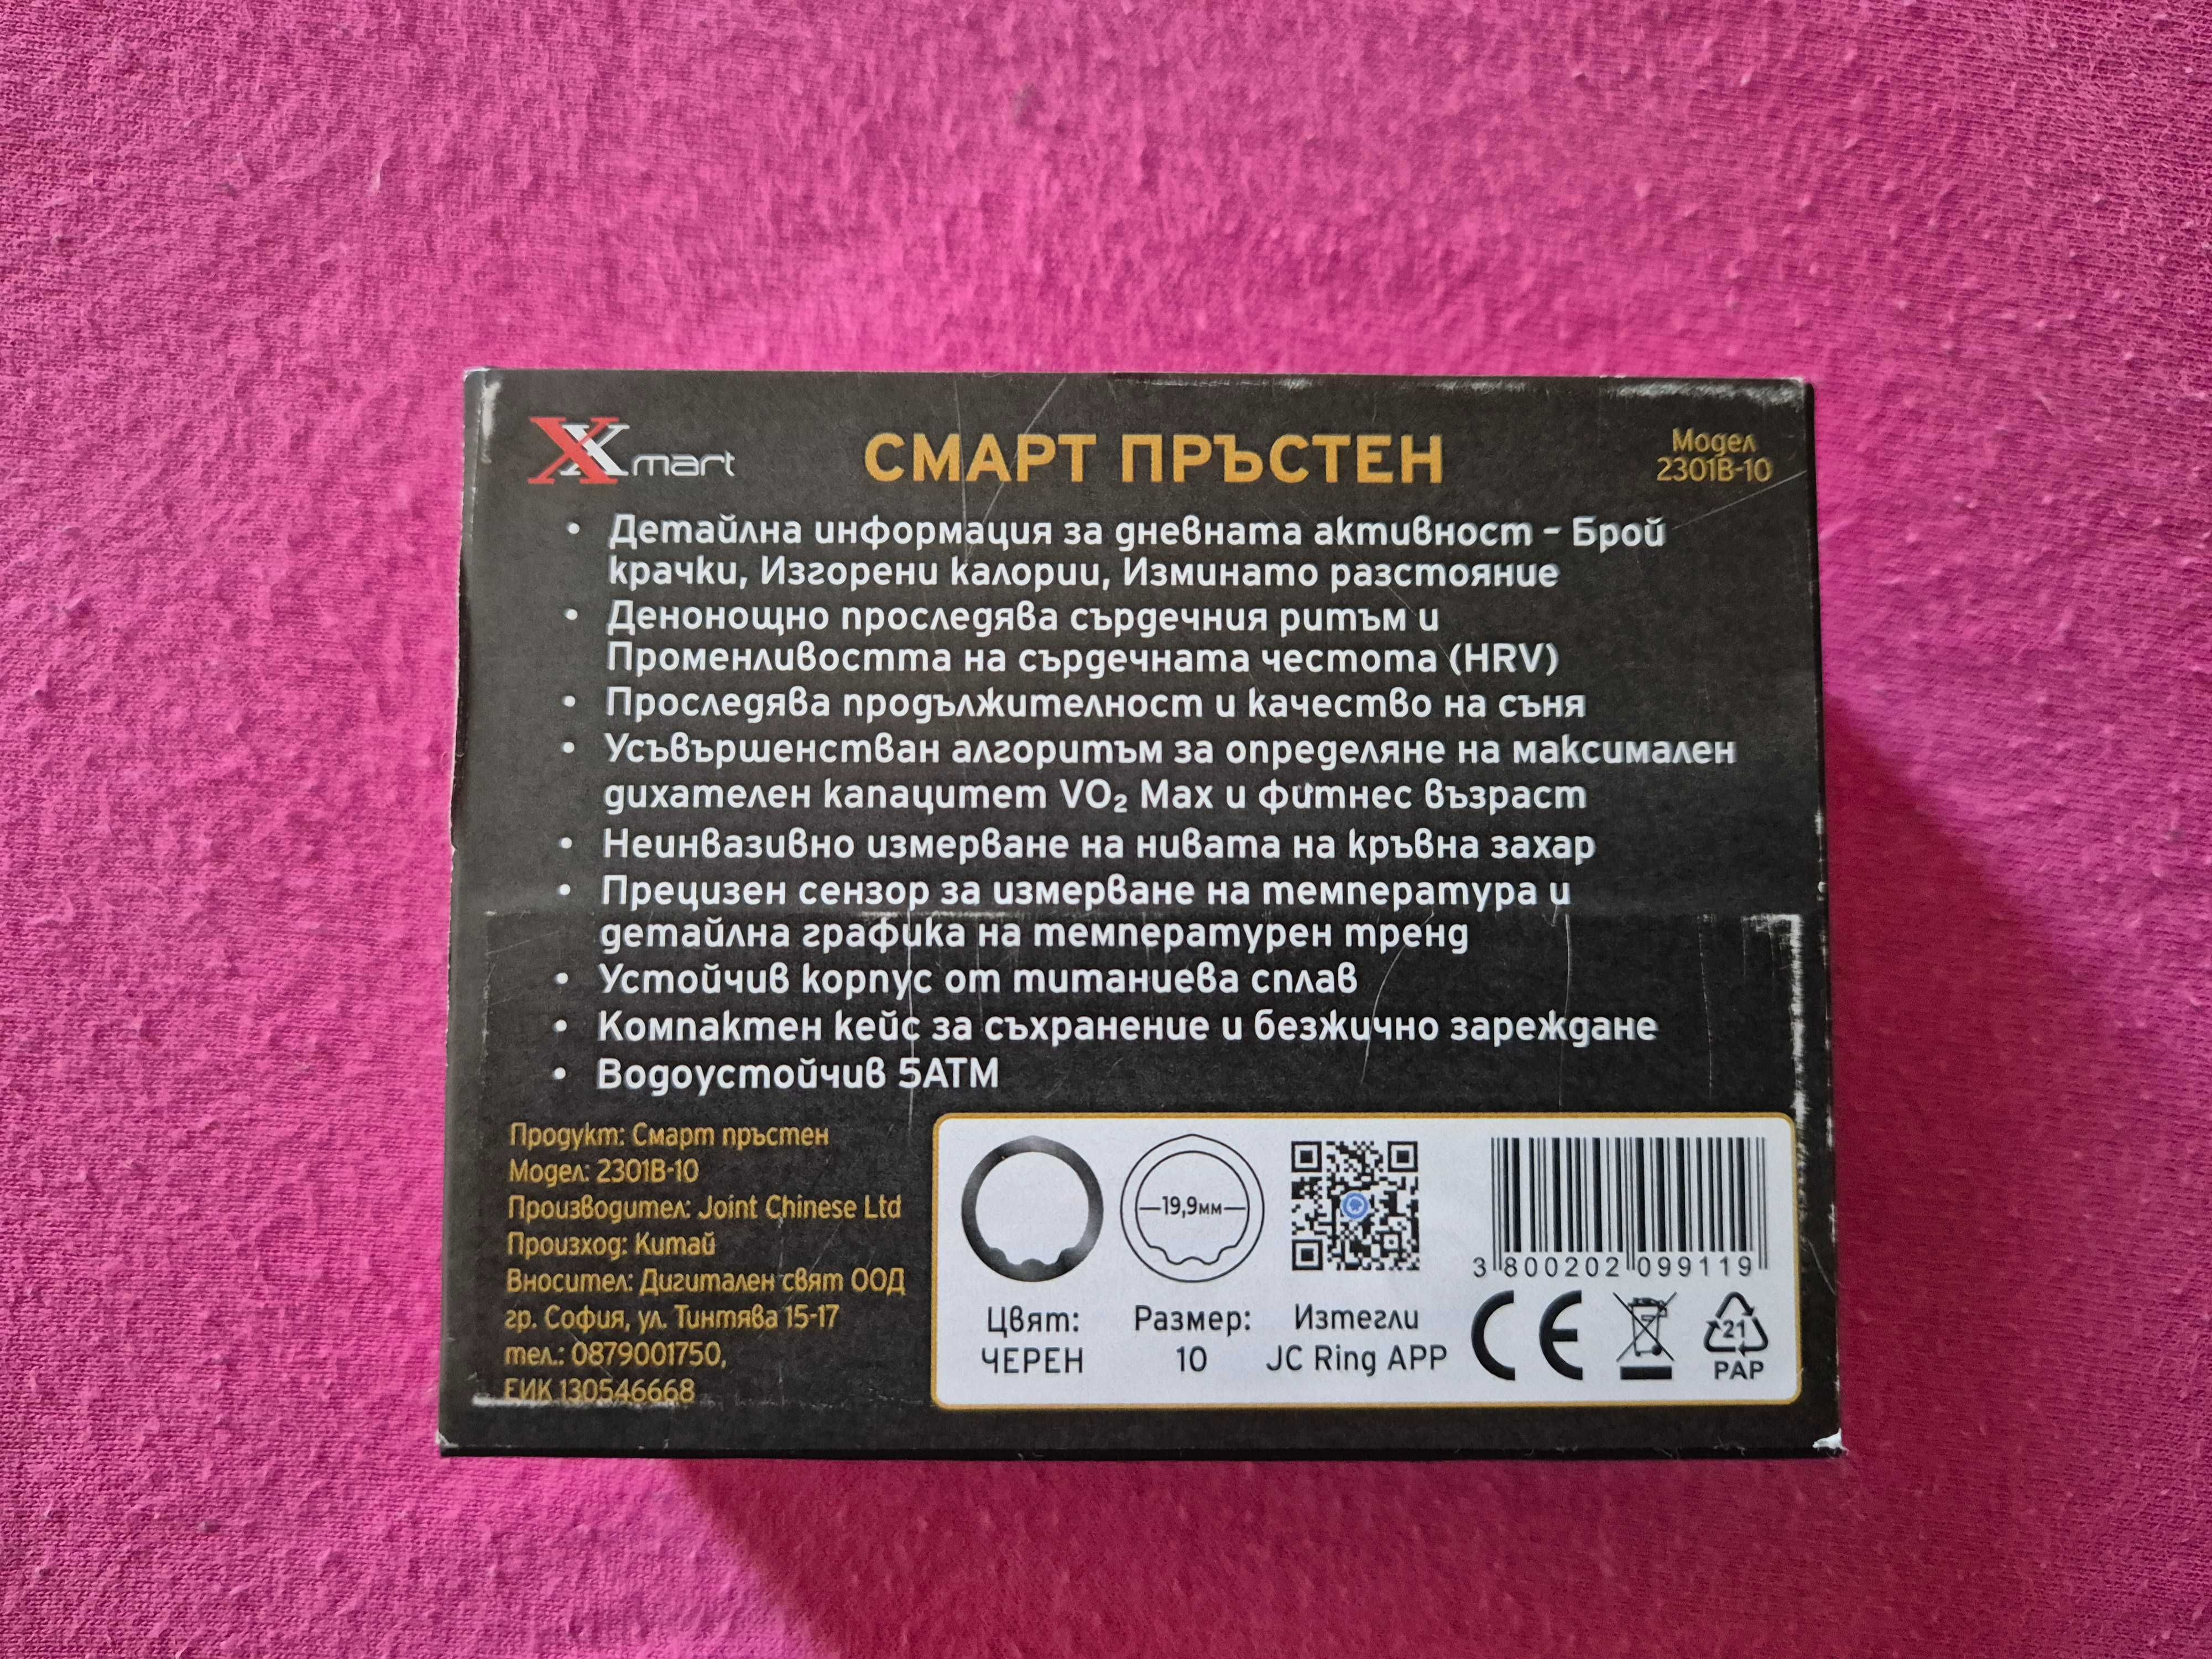 XXmart
СМАРТ ПРЪСТЕН
Модел
2301B-10
• Детайлна информация за дневната активност – Брой
крачки, Изгорени калории, Изминато разстояние
• Денонощно проследява сърдечния ритъм и
Променливостта на сърдечната честота (HRV)
• Проследява продължителност и качество на съня
• Усъвършенстван алгоритъм за определяне на максимален
дихателен капацитет VO₂ Max и фитнес възраст
• Неинвазивно измерване на нивата на кръвна захар
• Прецизен сензор за измерване на температура и
детайлна графика на температурен тренд
• Устойчив корпус от титаниева сплав
• Компактен кейс за съхранение и безжично зареждане
• Водоустойчив 5ATM
Продукт: Смарт пръстен
Модел: 2301B-10
Производител: Joint Chinese Ltd
Произход: Китай
Вносител: Дигитален свят ООД
гр. София, ул. Тинтява 15-17
тел.: 0879001750,
ЕИК 130546668
19,9мм
Цвят:
ЧЕРЕН
Размер:
10
Изтегли
JC Ring APP
3 800202 099119
CE
21
PAP